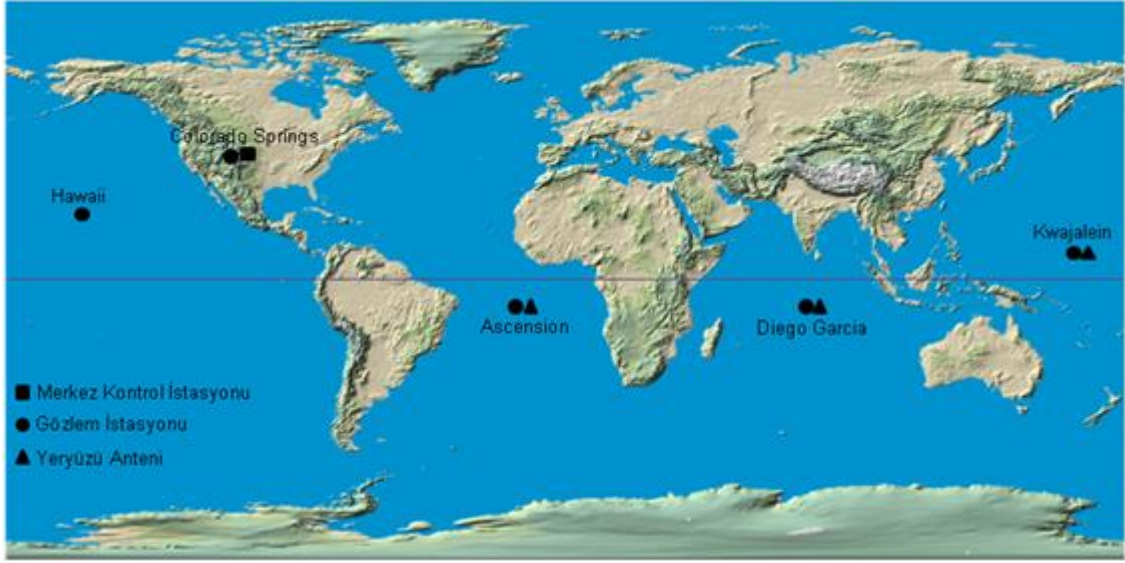 Colorado Springs
Hawaii
Kwajalein
Ascension
Diego Garcia
Merkez Kontrol İstasyonu
Gözlem İstasyonu
Yeryüzü Anteni